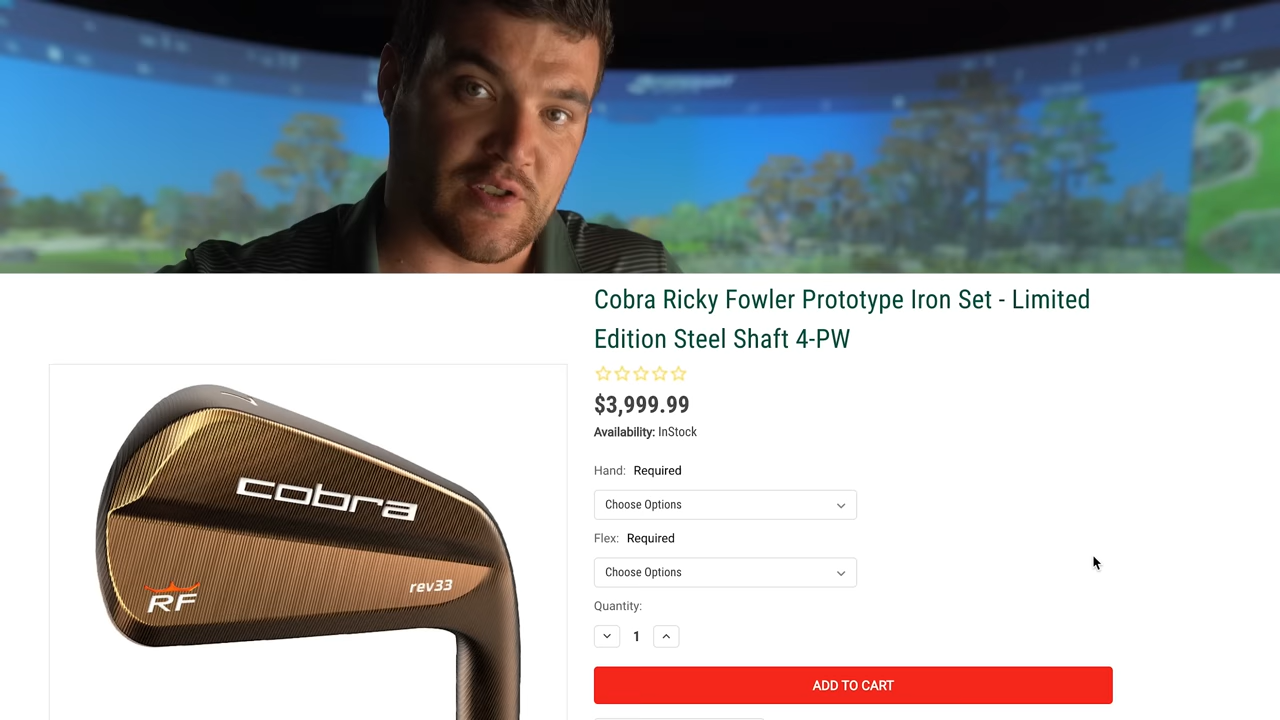 Cobra Ricky Fowler Prototype Iron Set - Limited
Edition Steel Shaft 4-PW
$3,999.99
Availability: InStock
Hand: Required
Choose Options
Flex: Required
Choose Options
Quantity:
1
ADD TO CART
7
cobra
rev33
RF